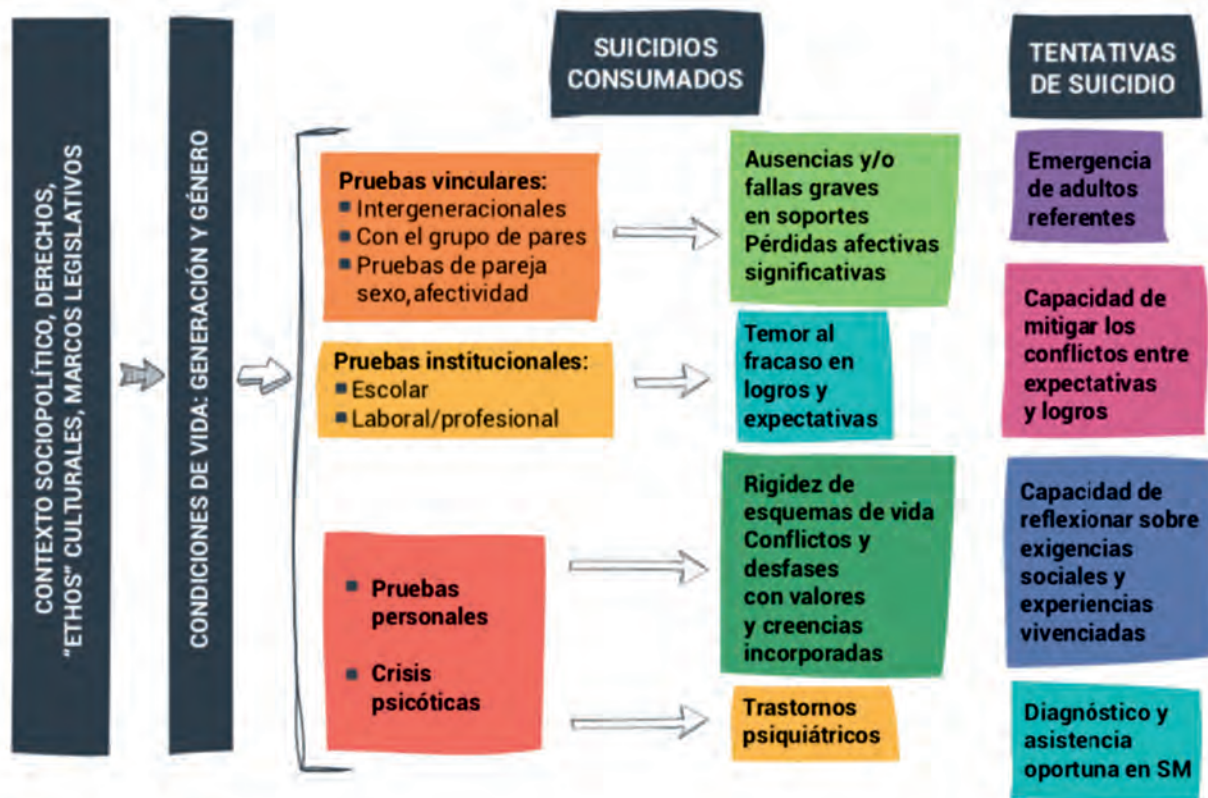 CONTEXTO SOCIOPOLÍTICO, DERECHOS,
"ETHOS" CULTURALES, MARCOS LEGISLATIVOS
CONDICIONES DE VIDA: GENERACIÓN Y GÉNERO
SUICIDIOS
CONSUMADOS
TENTATIVAS
DE SUICIDIO
Pruebas vinculares:
Intergeneracionales
Con el grupo de pares
Pruebas de pareja
sexo, afectividad
Ausencias y/o
fallas graves
en soportes
Pérdidas afectivas
significativas
Emergencia
de adultos
referentes
Pruebas institucionales:
Escolar
Laboral/profesional
Temor al
fracaso en
logros y
expectativas
Capacidad de
mitigar los
conflictos entre
expectativas
y logros
Pruebas
personales
Crisis
psicóticas
Rigidez de
esquemas de vida
Conflictos y
desfases
con valores
y creencias
incorporadas
Capacidad de
reflexionar sobre
exigencias
sociales y
experiencias
vivenciadas
Trastornos
psiquiátricos
Diagnóstico y
asistencia
oportuna en SM